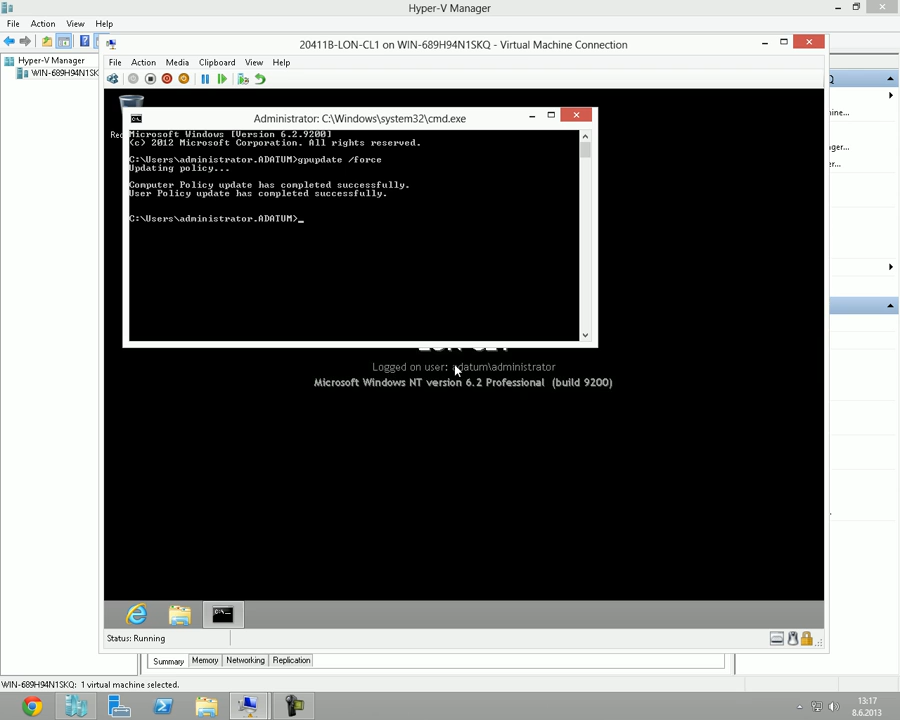 Hyper-V Manager
File Action View Help
Hyper-V Manager
WIN-689H94N1SK
20411B-LON-CL1 on WIN-689H94N1SKQ - Virtual Machine Connection
File Action Media Clipboard View Help
Administrator: C:\Windows\system32\cmd.exe
Microsoft Windows [Version 6.2.9200]
(c) 2012 Microsoft Corporation. All rights reserved.
C:\Users\administrator.ADATUM>gpupdate /force
Updating policy...
Computer Policy update has completed successfully.
User Policy update has completed successfully.
C:\Users\administrator.ADATUM>_
Logged on user: adatum\administrator
Microsoft Windows NT version 6.2 Professional (build 9200)
Status: Running
Summary Memory Networking Replication
WIN-689H94N1SKQ: 1 virtual machine selected.
13:17
8.6.2013